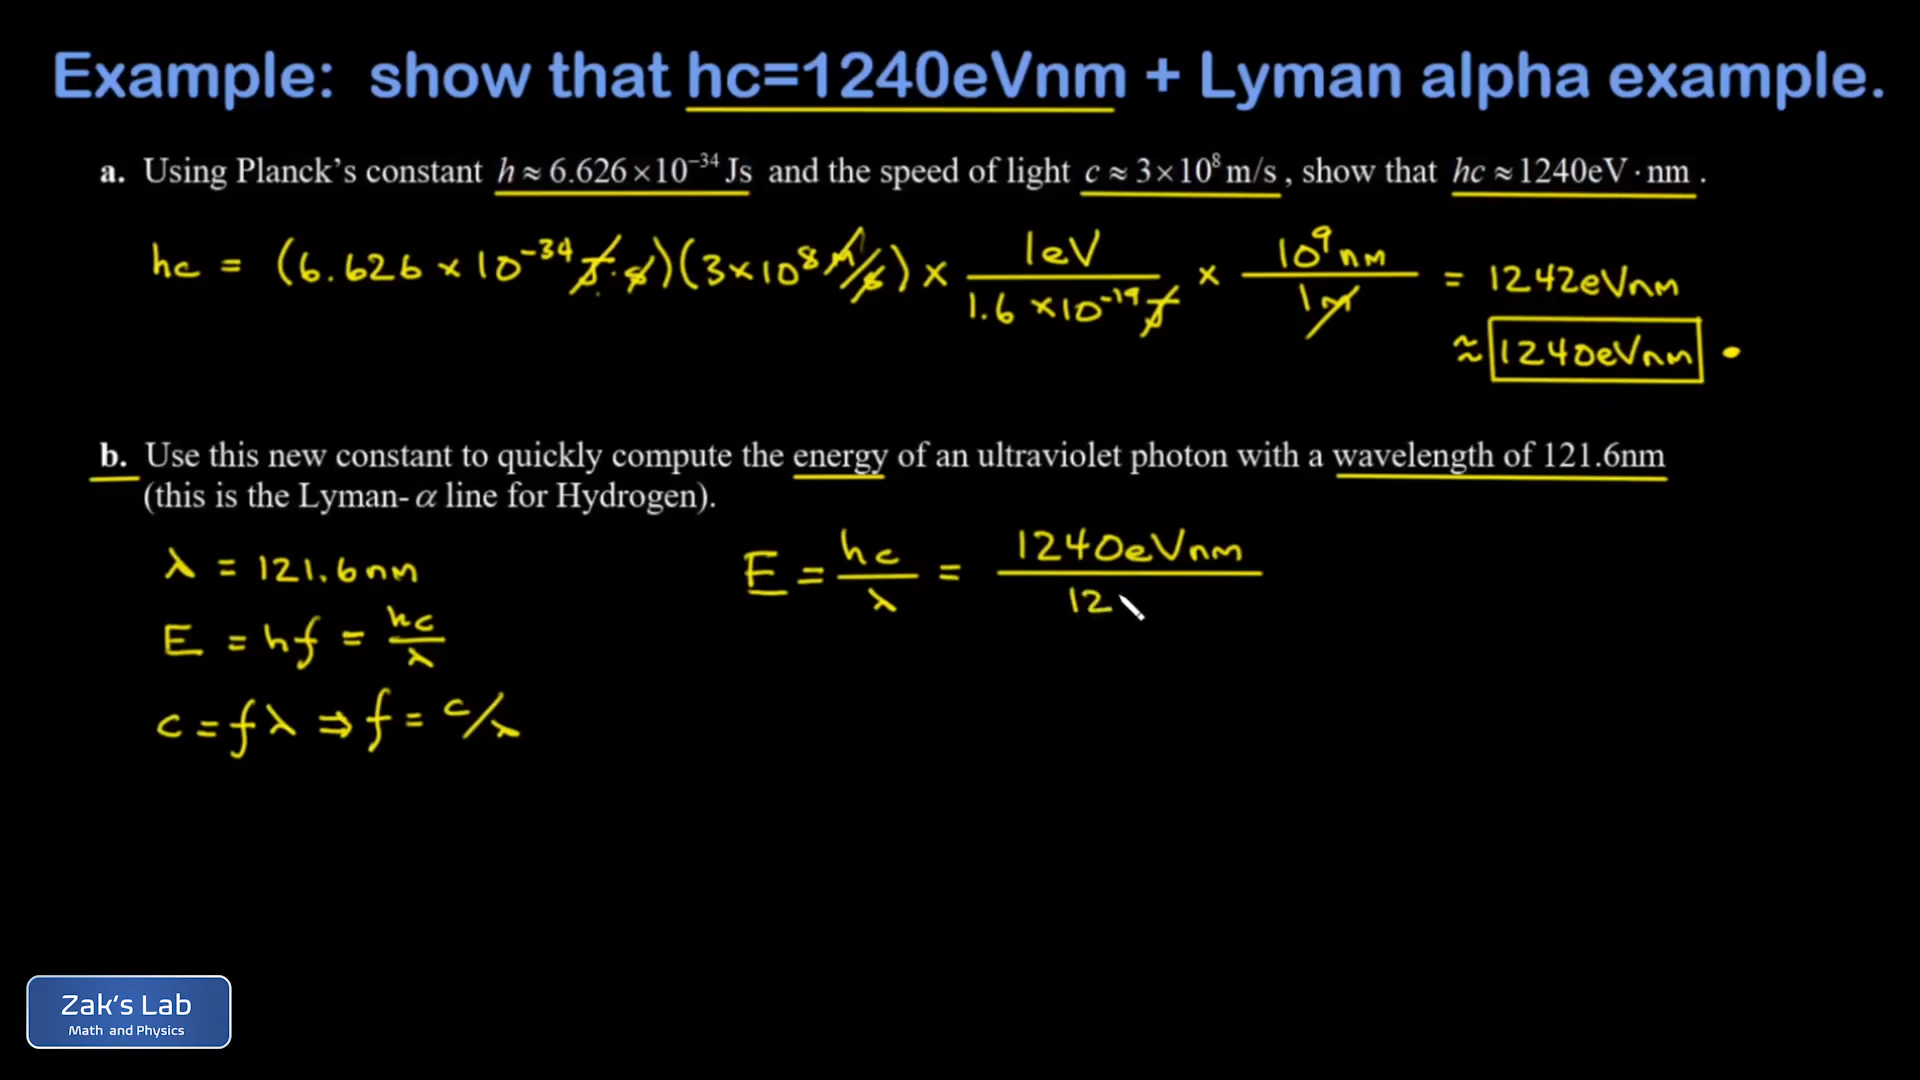 Example: show that hc=1240eVnm + Lyman alpha example.
a. Using Planck's constant h ≈ 6.626×10⁻³⁴ Js and the speed of light c ≈ 3×10⁸ m/s, show that hc ≈ 1240eV·nm.
hc = (6.626 × 10⁻³⁴ J·s)(3×10⁸ m/s) × 1eV / 1.6 × 10⁻¹⁹ J × 10⁹ nm / 1m = 1242eVnm
≈ 1240eVnm.
b. Use this new constant to quickly compute the energy of an ultraviolet photon with a wavelength of 121.6nm
(this is the Lyman-α line for Hydrogen).
λ = 121.6nm
E = hf = hc/λ
c = fλ ⇒ f = c/λ
E = hc/λ = 1240eVnm / 12
Zak's Lab
Math and Physics